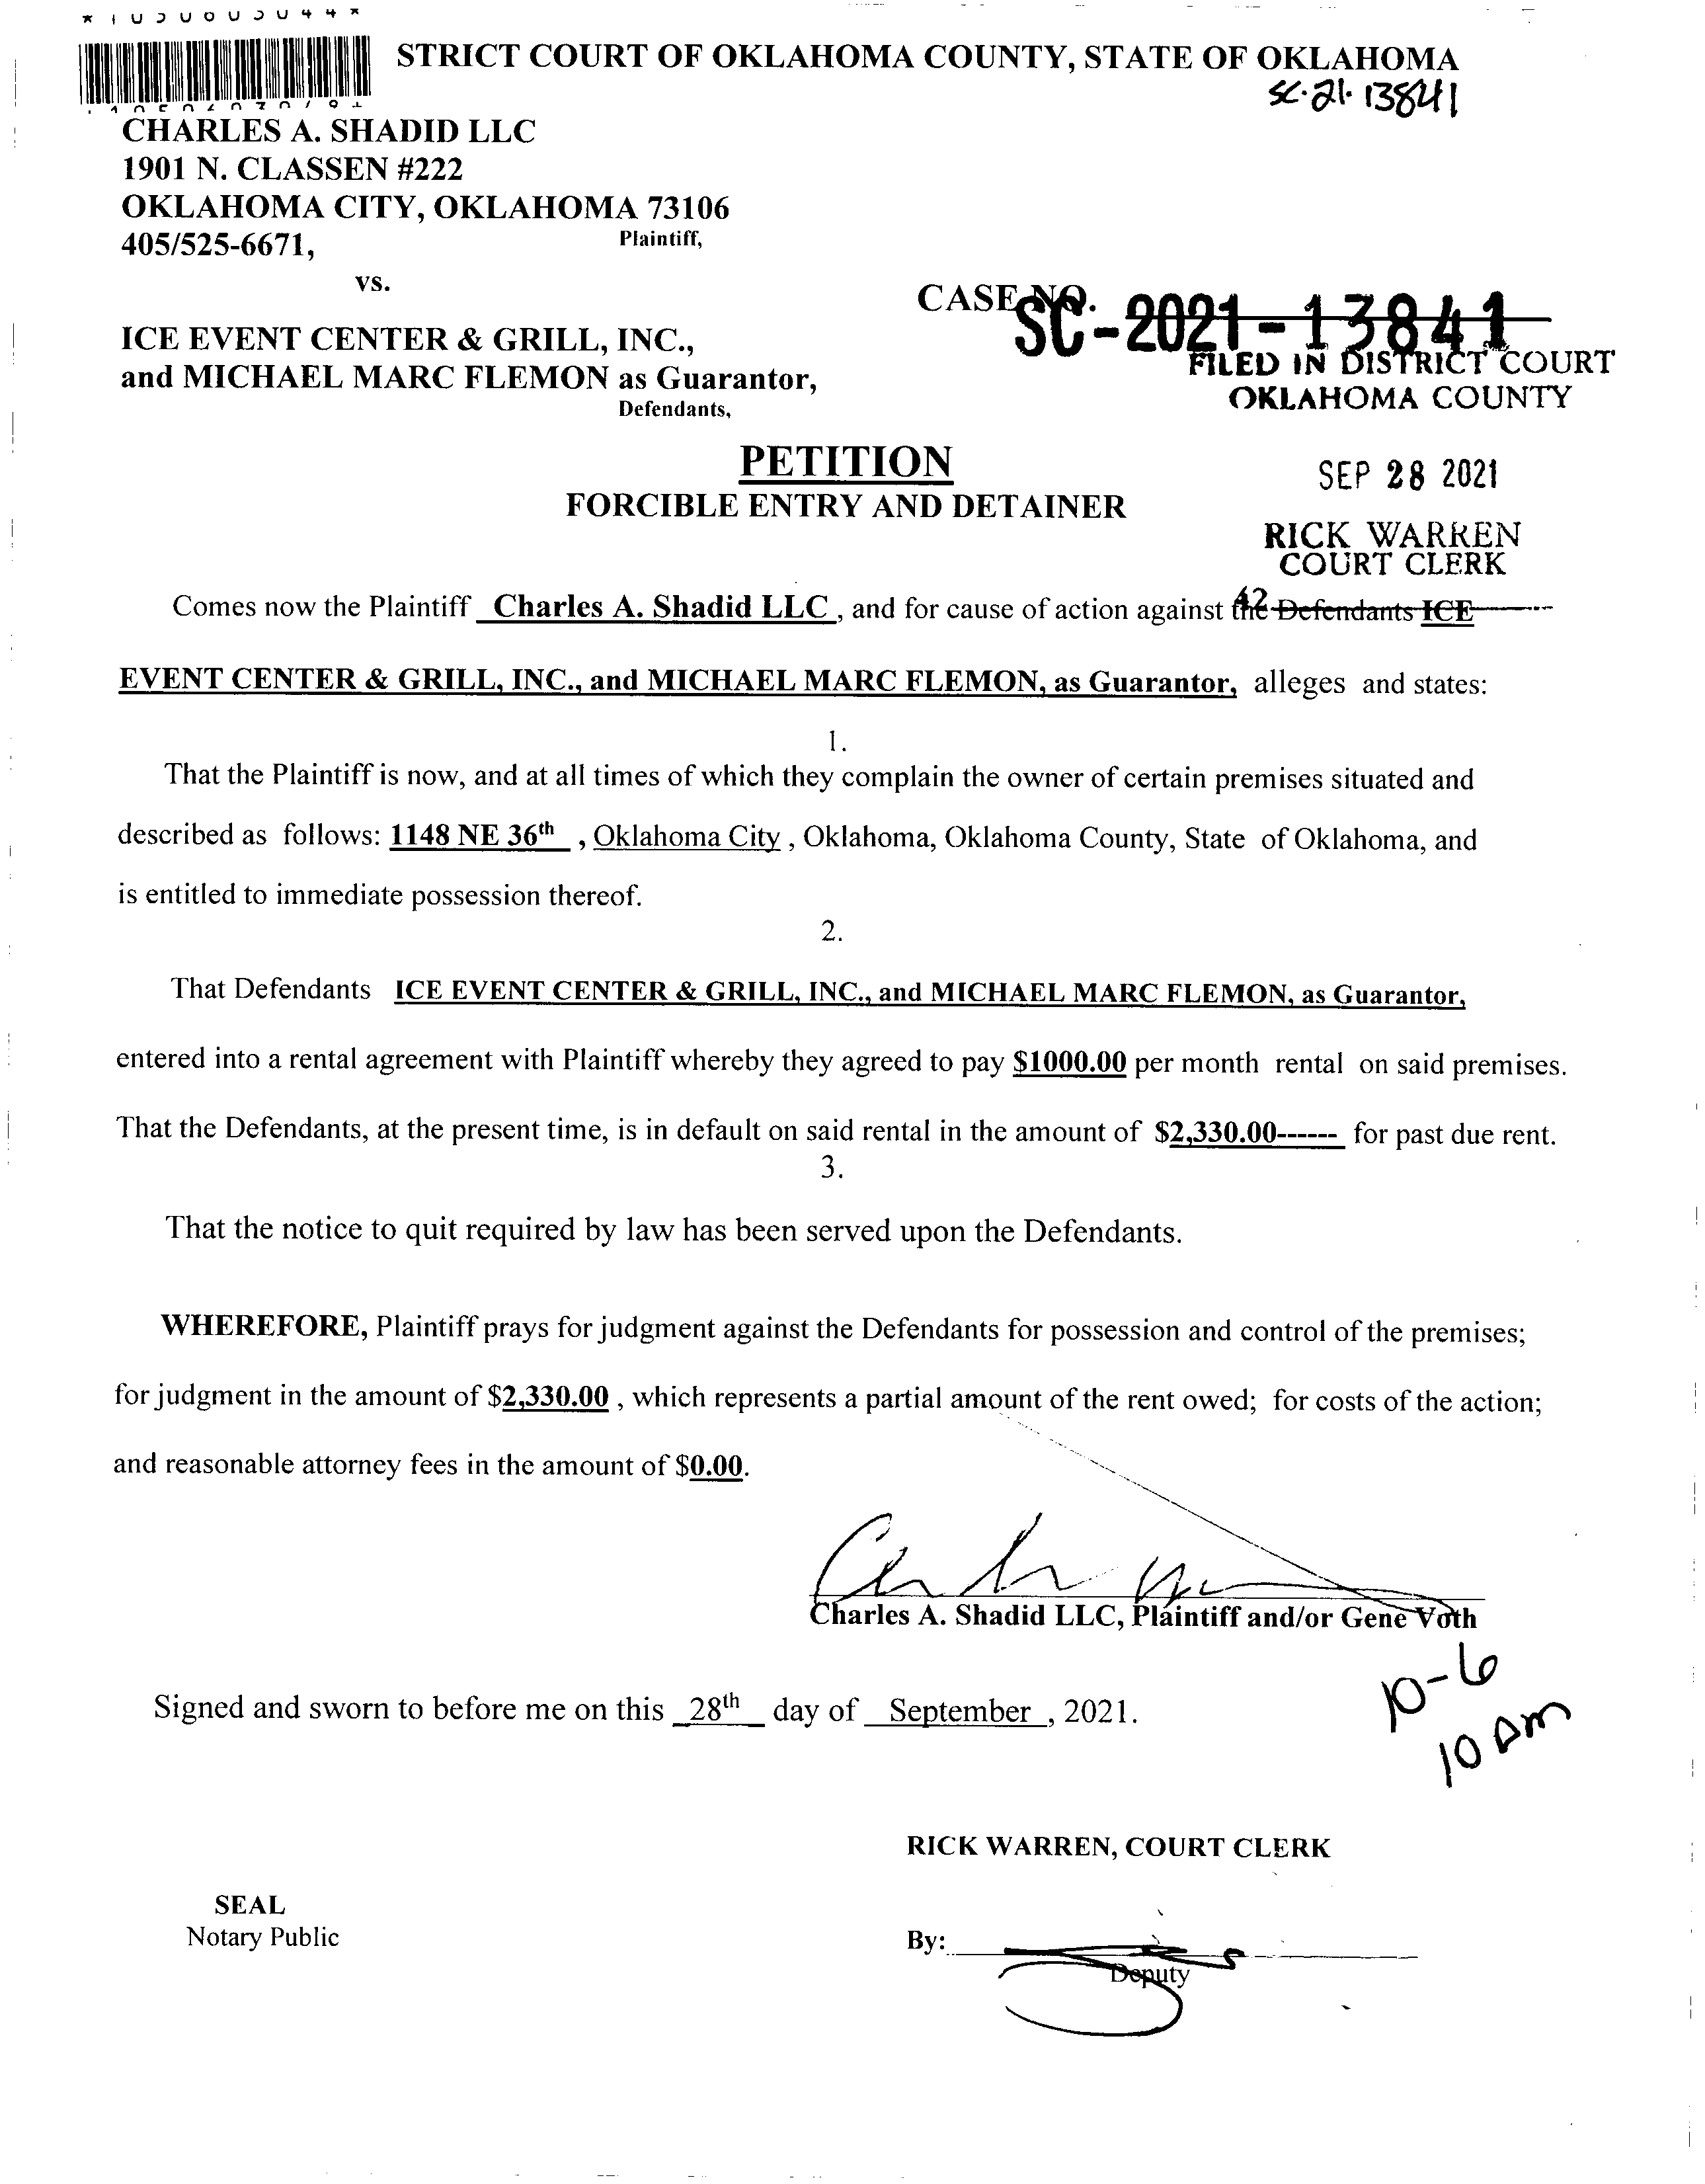 STRICT COURT OF OKLAHOMA COUNTY, STATE OF OKLAHOMA
SC-21-13841
CHARLES A. SHADID LLC
1901 N. CLASSEN #222
OKLAHOMA CITY, OKLAHOMA 73106
405/525-6671, Plaintiff,
vs.
CASE NO. SC-2021-13841
ICE EVENT CENTER & GRILL, INC.,
and MICHAEL MARC FLEMON as Guarantor,
Defendants,
FILED IN DISTRICT COURT
OKLAHOMA COUNTY
SEP 28 2021
RICK WARREN
COURT CLERK
42
PETITION
FORCIBLE ENTRY AND DETAINER
Comes now the Plaintiff Charles A. Shadid LLC , and for cause of action against the Defendants ICE
EVENT CENTER & GRILL, INC., and MICHAEL MARC FLEMON, as Guarantor, alleges and states:
1.
That the Plaintiff is now, and at all times of which they complain the owner of certain premises situated and
described as follows: 1148 NE 36th , Oklahoma City , Oklahoma, Oklahoma County, State of Oklahoma, and
is entitled to immediate possession thereof.
2.
That Defendants ICE EVENT CENTER & GRILL, INC., and MICHAEL MARC FLEMON, as Guarantor,
entered into a rental agreement with Plaintiff whereby they agreed to pay $1000.00 per month rental on said premises.
That the Defendants, at the present time, is in default on said rental in the amount of $2,330.00------ for past due rent.
3.
That the notice to quit required by law has been served upon the Defendants.
WHEREFORE, Plaintiff prays for judgment against the Defendants for possession and control of the premises;
for judgment in the amount of $2,330.00 , which represents a partial amount of the rent owed; for costs of the action;
and reasonable attorney fees in the amount of $0.00.
Charles A. Shadid LLC, Plaintiff and/or Gene Voth
10-6
10 Am
Signed and sworn to before me on this 28th day of September , 2021.
RICK WARREN, COURT CLERK
SEAL
Notary Public
By:
Deputy